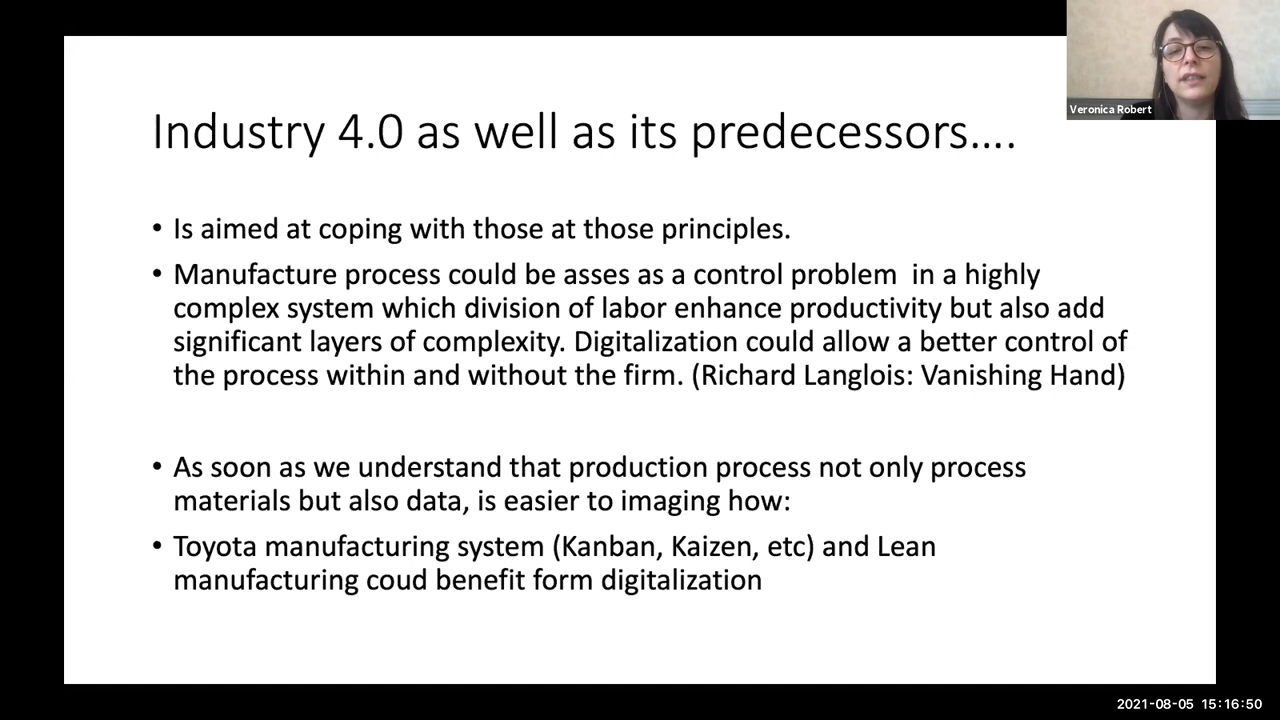 Veronica Robert
Industry 4.0 as well as its predecessors....
• Is aimed at coping with those at those principles.
• Manufacture process could be asses as a control problem in a highly
complex system which division of labor enhance productivity but also add
significant layers of complexity. Digitalization could allow a better control of
the process within and without the firm. (Richard Langlois: Vanishing Hand)
• As soon as we understand that production process not only process
materials but also data, is easier to imaging how:
• Toyota manufacturing system (Kanban, Kaizen, etc) and Lean
manufacturing coud benefit form digitalization
2021-08-05 15:16:50